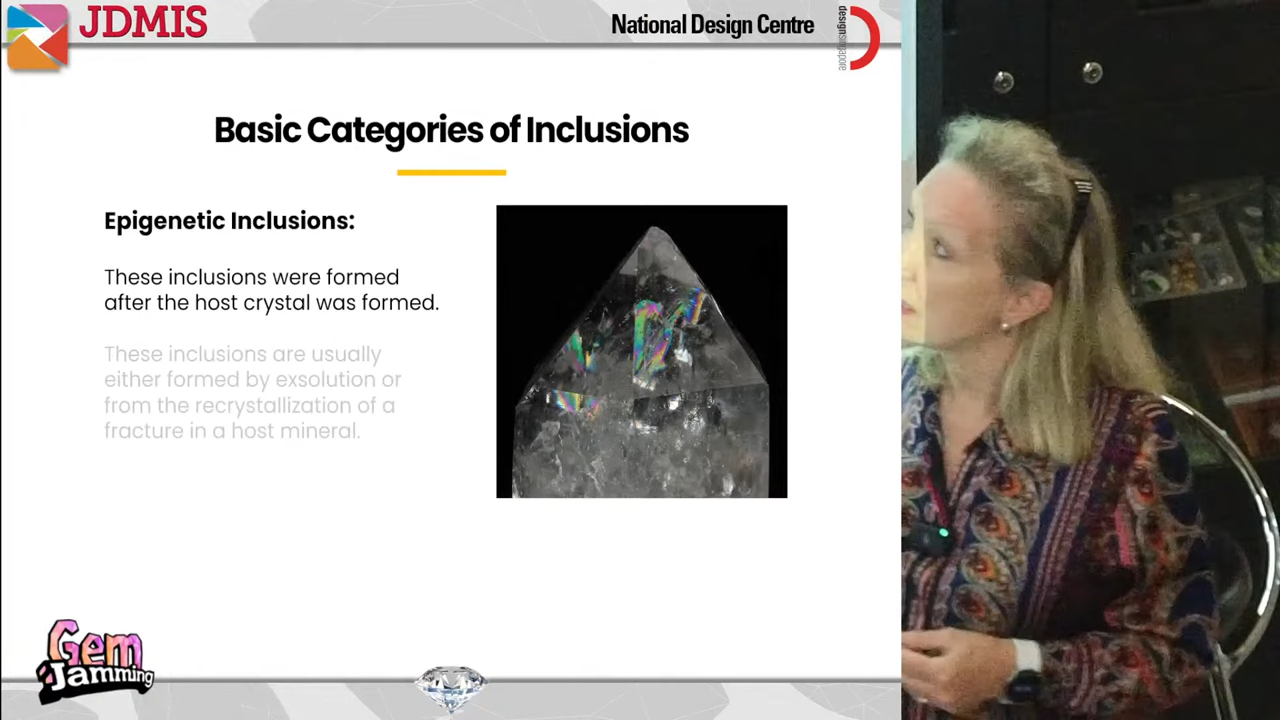 JDMIS
National Design Centre
designsingapore
Basic Categories of Inclusions
Epigenetic Inclusions:
These inclusions were formed
after the host crystal was formed.
These inclusions are usually
either formed by exsolution or
from the recrystallization of a
fracture in a host mineral.
Gem
Jamming